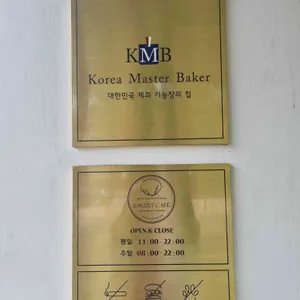 KMB
Korea Master Baker
대한민국 제과 기능장의 집
BAKERY CAFE
OPEN & CLOSE
평일 11:00-22:00
주말 08:00-22:00